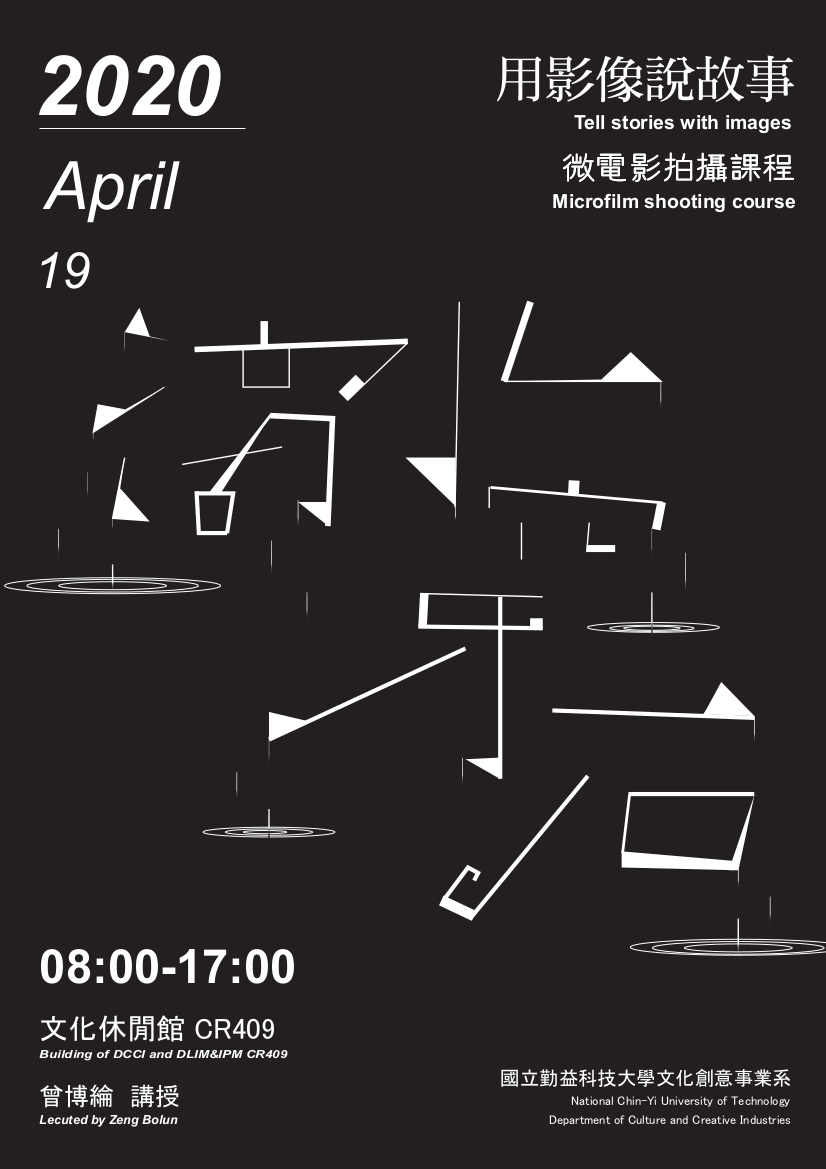 2020
April
19
用影像說故事
Tell stories with images
微電影拍攝課程
Microfilm shooting course
08:00-17:00
文化休閒館 CR409
Building of DCCI and DLIM&IPM CR409
曾博綸 講授
Lecuted by Zeng Bolun
國立勤益科技大學文化創意事業系
National Chin-Yi University of Technology
Department of Culture and Creative Industries